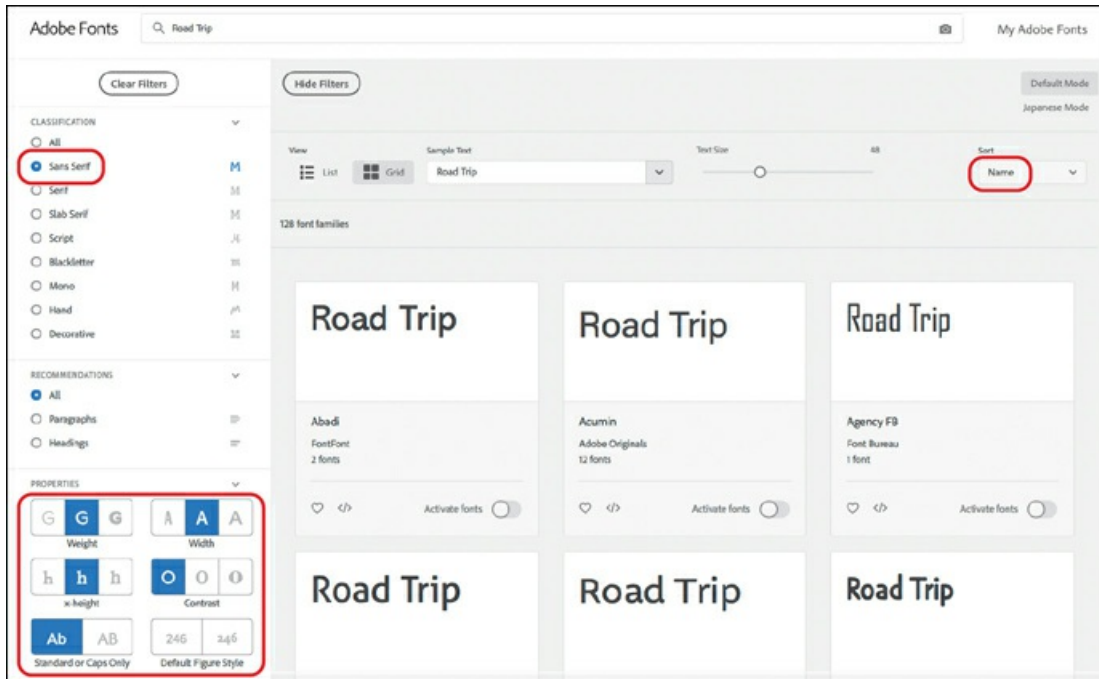 Adobe Fonts
Road Trip
My Adobe Fonts
Clear Filters
CLASSIFICATION
All
Sans Serif M
Serif M
Slab Serif M
Script
Blackletter m
Mono M
Hand
Decorative
RECOMMENDATIONS
All
Paragraphs
Headings
PROPERTIES
G G G
Weight
A A A
Width
h h h
x-height
O O O
Contrast
Ab AB
Standard or Caps Only
246 246
Default Figure Style
Hide Filters
Default Mode
Japanese Mode
View
List Grid
Sample Text
Road Trip
Text Size 48
Sort
Name
128 font families
Road Trip
Abadi
FontFont
2 fonts
</> Activate fonts
Road Trip
Acumin
Adobe Originals
12 fonts
</> Activate fonts
Road Trip
Agency FB
Font Bureau
1 font
</> Activate fonts
Road Trip
Road Trip
Road Trip